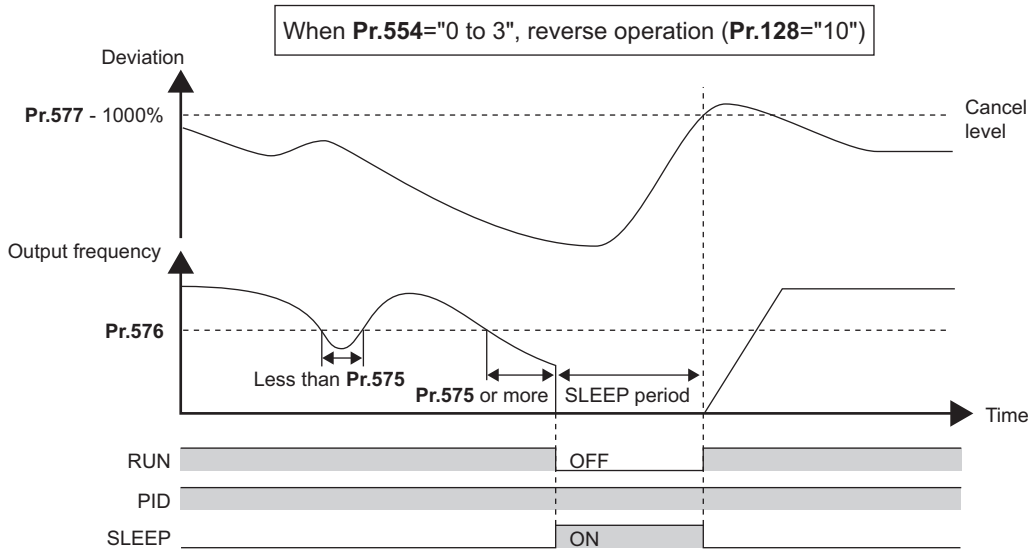 When Pr.554="0 to 3", reverse operation (Pr.128="10")
Deviation
Pr.577 - 1000%
Cancel
level
Output frequency
Pr.576
Less than Pr.575
Pr.575 or more
SLEEP period
Time
RUN
OFF
PID
SLEEP
ON